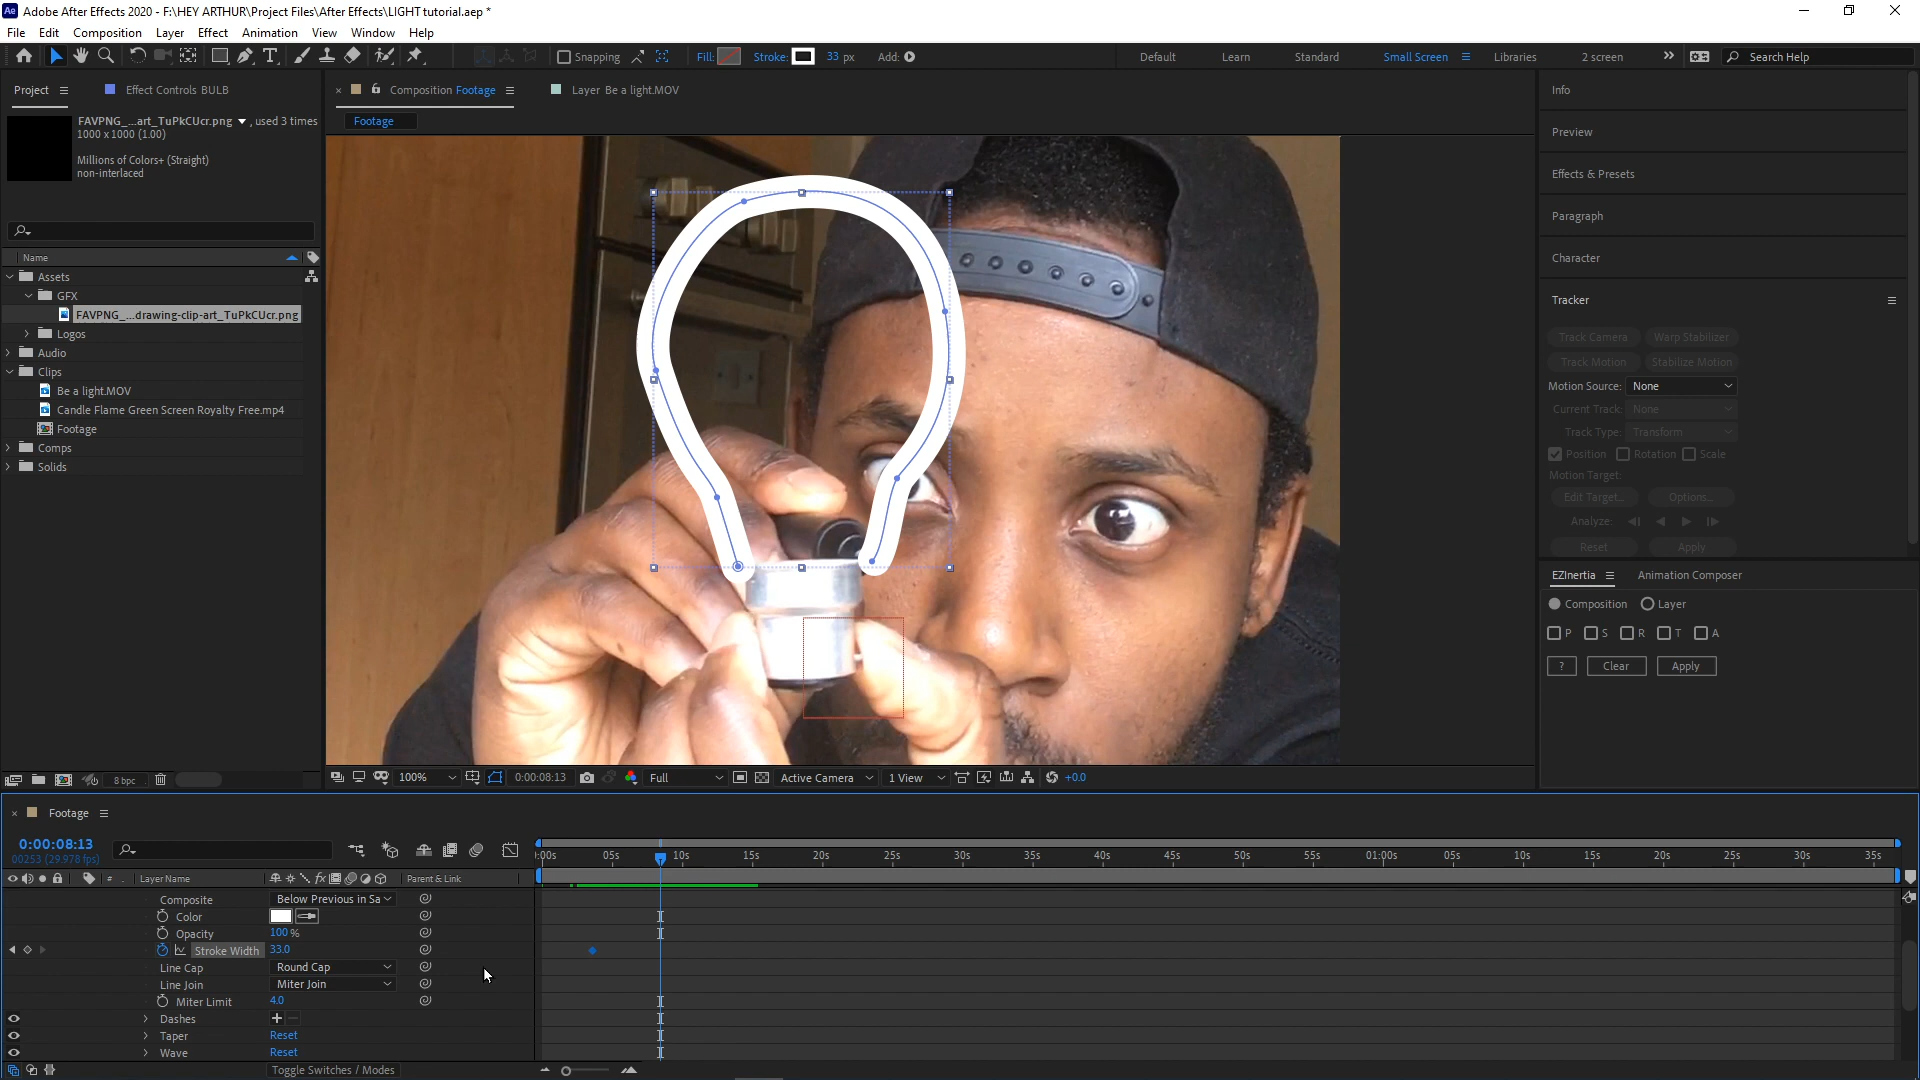 Ae Adobe After Effects 2020 - F:\HEY ARTHUR\Project Files\After Effects\LIGHT tutorial.aep *
File Edit Composition Layer Effect Animation View Window Help
Snapping Fill: Stroke: 33 px Add: Default Learn Standard Small Screen Libraries 2 screen Search Help
Project Effect Controls BULB
Composition Footage Layer Be a light.MOV
Footage
FAVPNG_...art_TuPkCUcr.png , used 3 times
1000 x 1000 (1.00)
Millions of Colors+ (Straight)
non-interlaced
Name
Assets
GFX
FAVPNG_...drawing-clip-art_TuPkCUcr.png
Logos
Audio
Clips
Be a light.MOV
Candle Flame Green Screen Royalty Free.mp4
Footage
Comps
Solids
8 bpc
100% 0:00:08:13 Full Active Camera 1 View +0.0
Info
Preview
Effects & Presets
Paragraph
Character
Tracker
Track Camera Warp Stabilizer
Track Motion Stabilize Motion
Motion Source: None
Current Track: None
Track Type: Transform
Position Rotation Scale
Motion Target:
Edit Target... Options...
Analyze:
Reset Apply
EZInertia Animation Composer
Composition Layer
P S R T A
? Clear Apply
Footage
0:00:08:13
00253 (29.978 fps)
# Layer Name fx Parent & Link
):00s 05s 10s 15s 20s 25s 30s 35s 40s 45s 50s 55s 01:00s 05s 10s 15s 20s 25s 30s 35s
Composite Below Previous in Sa
Color
Opacity 100 %
Stroke Width 33.0
Line Cap Round Cap
Line Join Miter Join
Miter Limit 4.0
Dashes + −
Taper Reset
Wave Reset
Toggle Switches / Modes